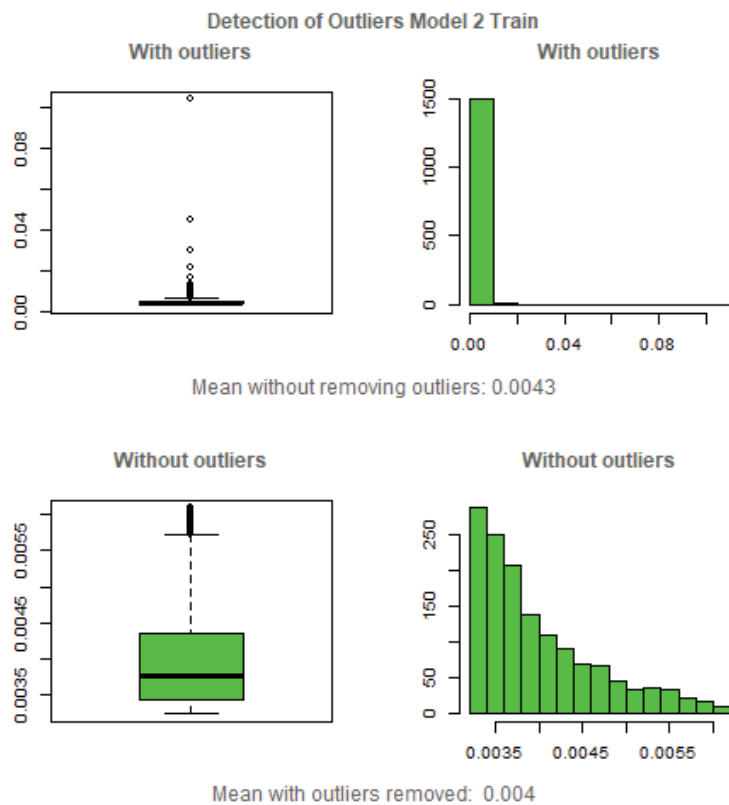 Detection of Outliers Model 2 Train
With outliers
With outliers
0.00 0.04 0.08
0 500 1000 1500
0.00 0.04 0.08
Mean without removing outliers: 0.0043
Without outliers
Without outliers
0.0035 0.0045 0.0055
0 50 150 250
0.0035 0.0045 0.0055
Mean with outliers removed: 0.004